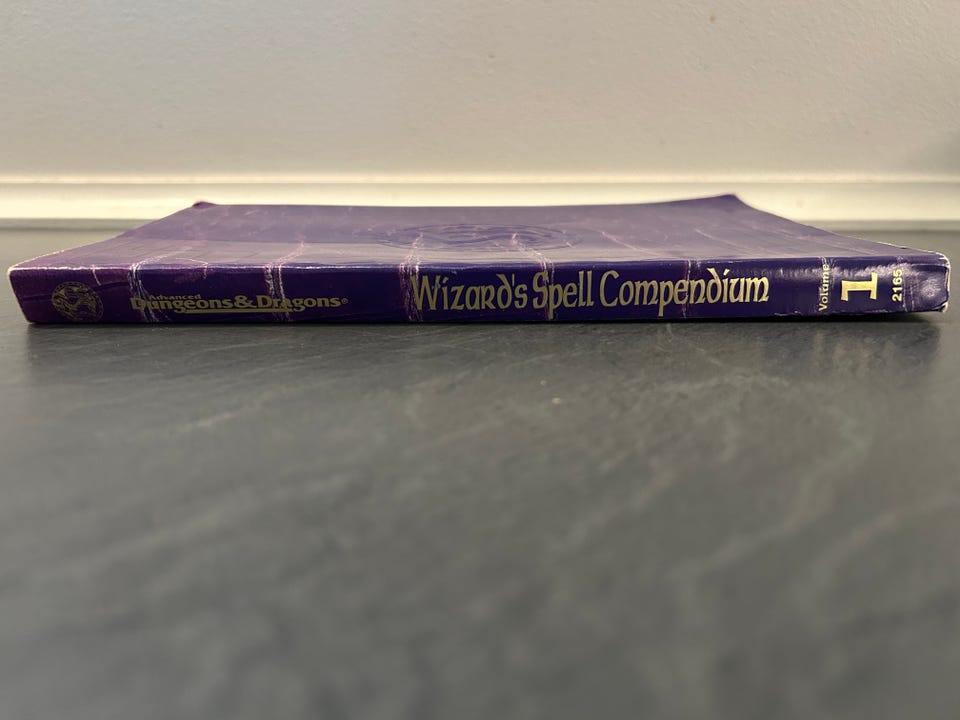 Advanced
Dungeons & Dragons®
Wizard's Spell Compendium
Volume
1
2165